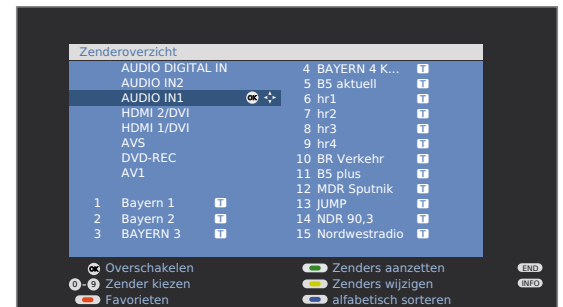 Zenderoverzicht
AUDIO DIGITAL IN
AUDIO IN2
AUDIO IN1 OK
HDMI 2/DVI
HDMI 1/DVI
AVS
DVD-REC
AV1
1 Bayern 1 T
2 Bayern 2 T
3 BAYERN 3 T
4 BAYERN 4 K... T
5 B5 aktuell T
6 hr1 T
7 hr2 T
8 hr3 T
9 hr4 T
10 BR Verkehr T
11 B5 plus T
12 MDR Sputnik T
13 JUMP T
14 NDR 90,3 T
15 Nordwestradio T
OK Overschakelen
0-9 Zender kiezen
Favorieten
Zenders aanzetten
Zenders wijzigen
alfabetisch sorteren
END
INFO